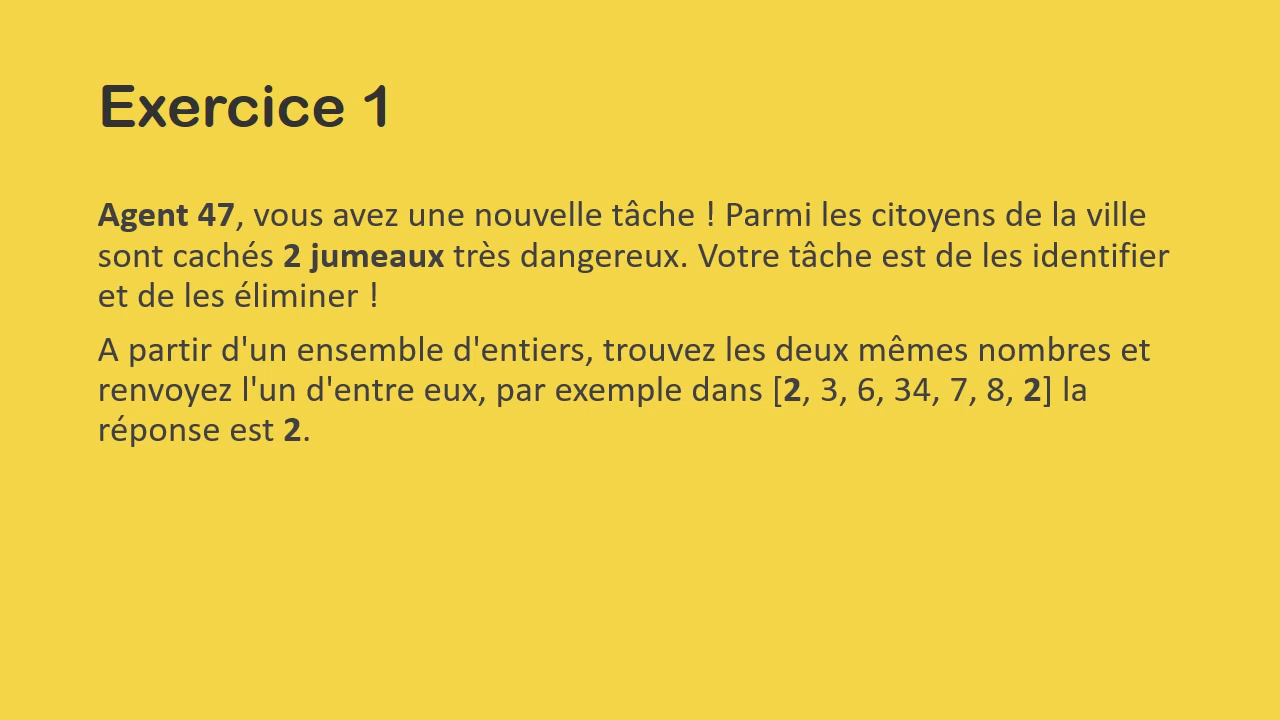 Exercice 1
Agent 47, vous avez une nouvelle tâche ! Parmi les citoyens de la ville
sont cachés 2 jumeaux très dangereux. Votre tâche est de les identifier
et de les éliminer !
A partir d'un ensemble d'entiers, trouvez les deux mêmes nombres et
renvoyez l'un d'entre eux, par exemple dans [2, 3, 6, 34, 7, 8, 2] la
réponse est 2.